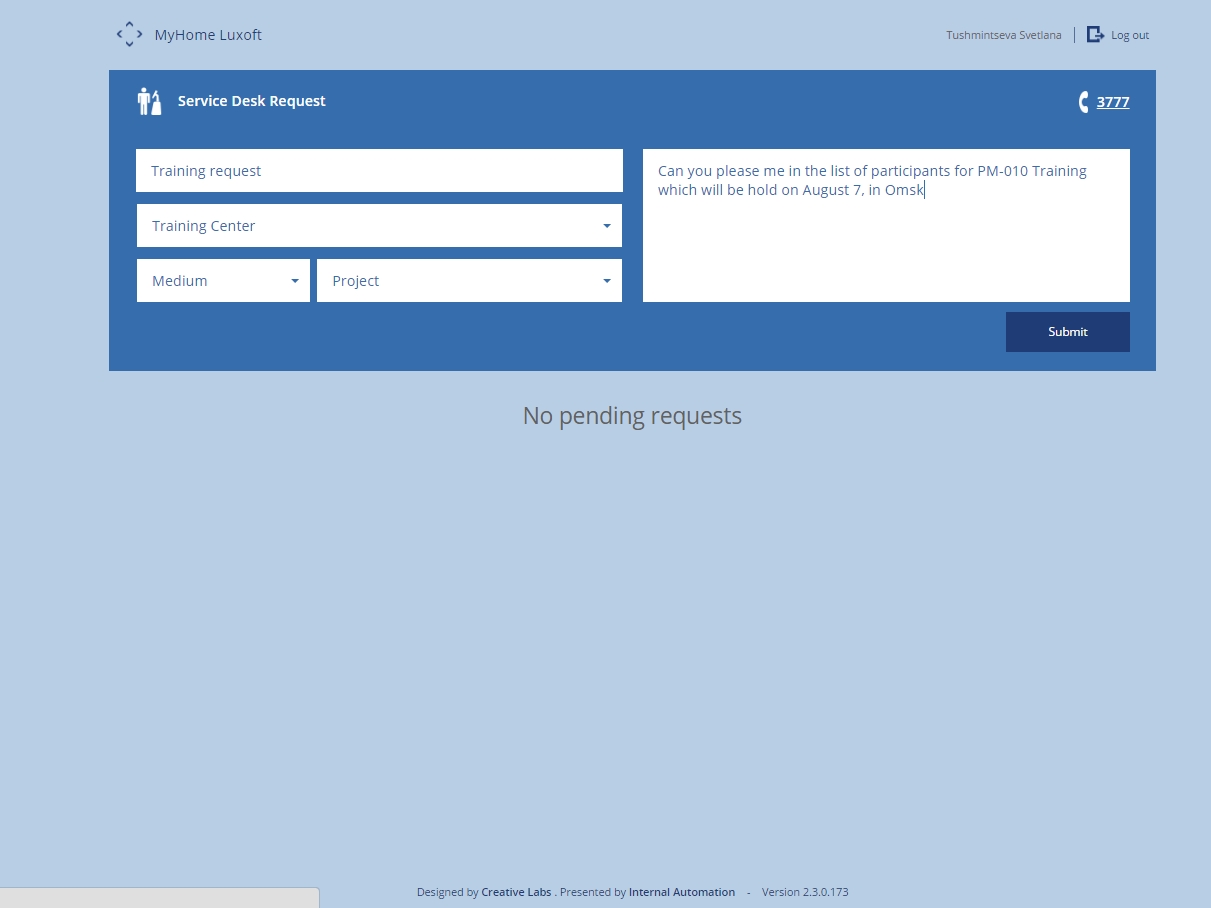 MyHome Luxoft
Tushmintseva Svetlana
Log out
Service Desk Request
3777
Training request
Training Center
Medium
Project
Can you please me in the list of participants for PM-010 Training
which will be hold on August 7, in Omsk
Submit
No pending requests
Designed by Creative Labs . Presented by Internal Automation - Version 2.3.0.173